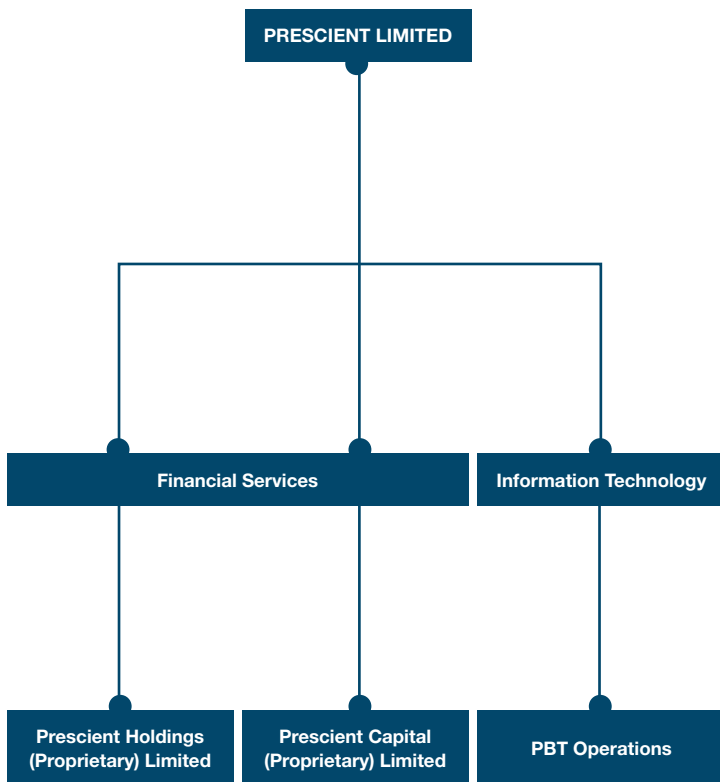 PRESCIENT LIMITED
Financial Services
Information Technology
Prescient Holdings
(Proprietary) Limited
Prescient Capital
(Proprietary) Limited
PBT Operations